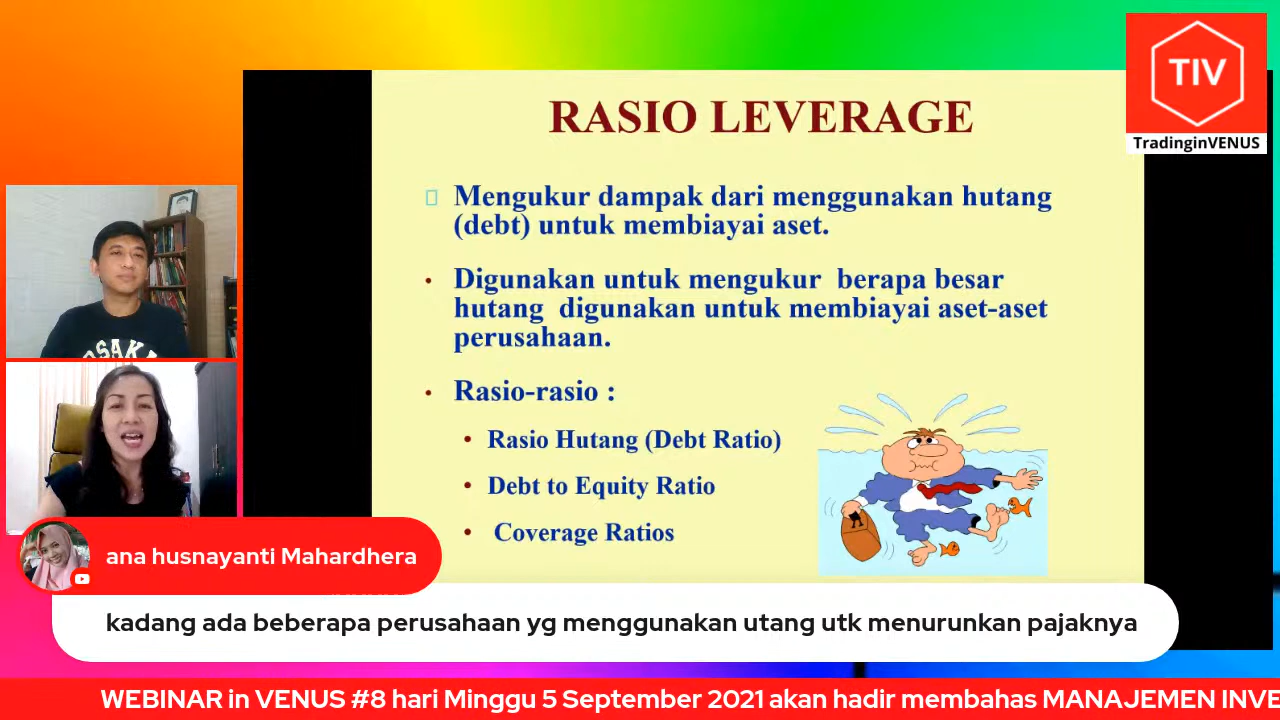 TIV
TradinginVENUS
RASIO LEVERAGE
Mengukur dampak dari menggunakan hutang
(debt) untuk membiayai aset.
• Digunakan untuk mengukur berapa besar
hutang digunakan untuk membiayai aset-aset
perusahaan.
• Rasio-rasio :
• Rasio Hutang (Debt Ratio)
• Debt to Equity Ratio
• Coverage Ratios
OSAKA
ana husnayanti Mahardhera
kadang ada beberapa perusahaan yg menggunakan utang utk menurunkan pajaknya
WEBINAR in VENUS #8 hari Minggu 5 September 2021 akan hadir membahas MANAJEMEN INVE